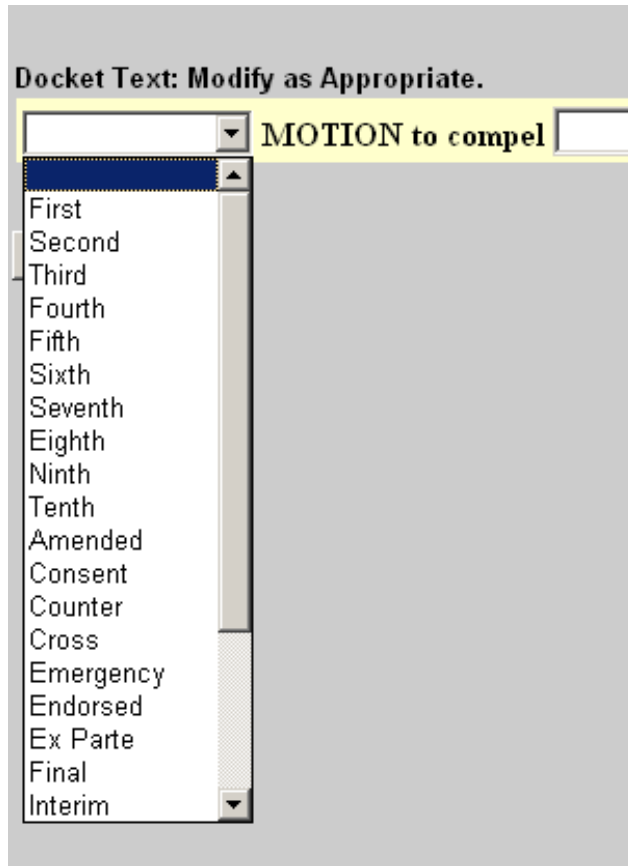 Docket Text: Modify as Appropriate.
MOTION to compel
First
Second
Third
Fourth
Fifth
Sixth
Seventh
Eighth
Ninth
Tenth
Amended
Consent
Counter
Cross
Emergency
Endorsed
Ex Parte
Final
Interim